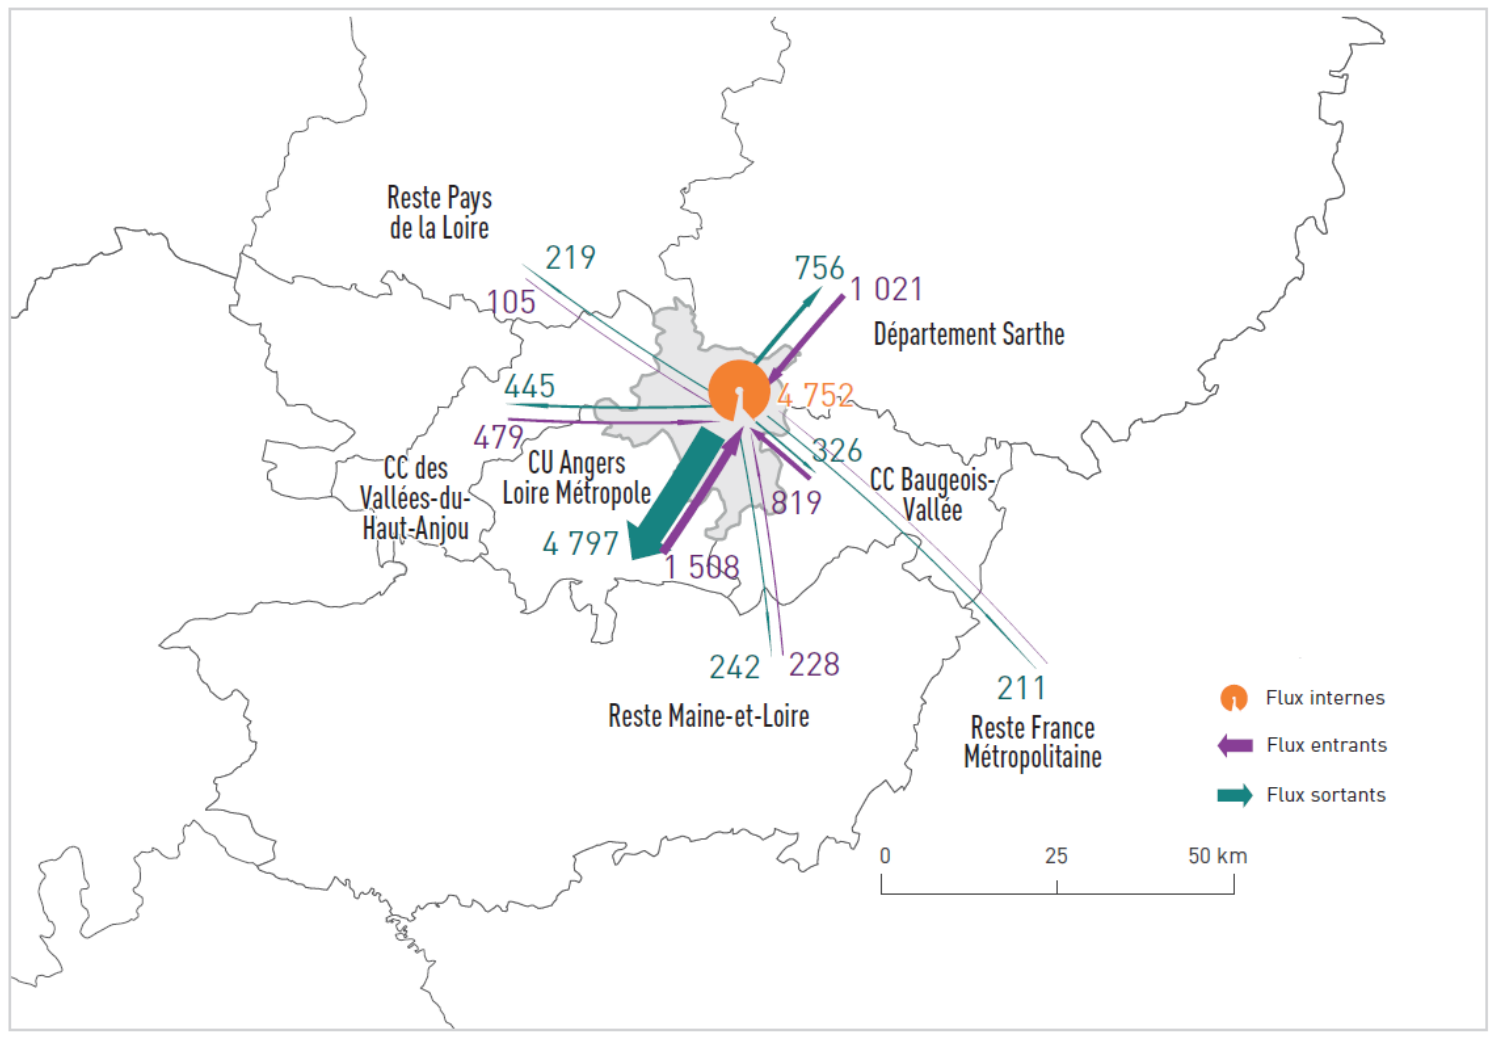 Reste Pays
de la Loire
219
105
756
1 021
Département Sarthe
445
479
4 752
326
819
CC des
Vallées-du-
Haut-Anjou
CU Angers
Loire Métropole
CC Baugeois-
Vallée
4 797
1 508
242
228
Reste Maine-et-Loire
211
Reste France
Métropolitaine
Flux internes
Flux entrants
Flux sortants
0 25 50 km